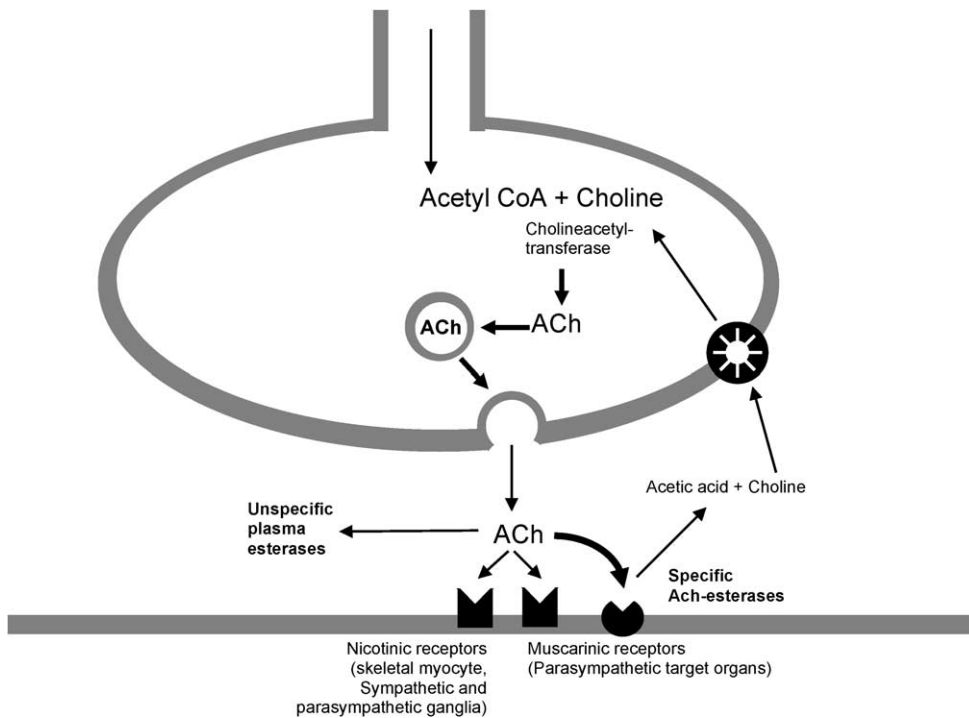 Acetyl CoA + Choline
Cholineacetyl-
transferase
ACh
ACh
Acetic acid + Choline
Unspecific
plasma
esterases
ACh
Specific
Ach-esterases
Nicotinic receptors
(skeletal myocyte,
Sympathetic and
parasympathetic ganglia)
Muscarinic receptors
(Parasympathetic target organs)